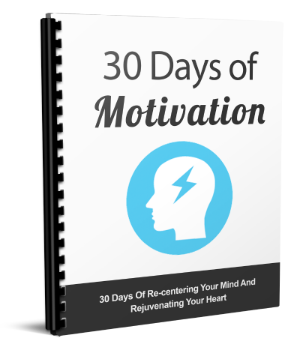 30 Days of
Motivation
30 Days Of Re-centering Your Mind And
Rejuvenating Your Heart